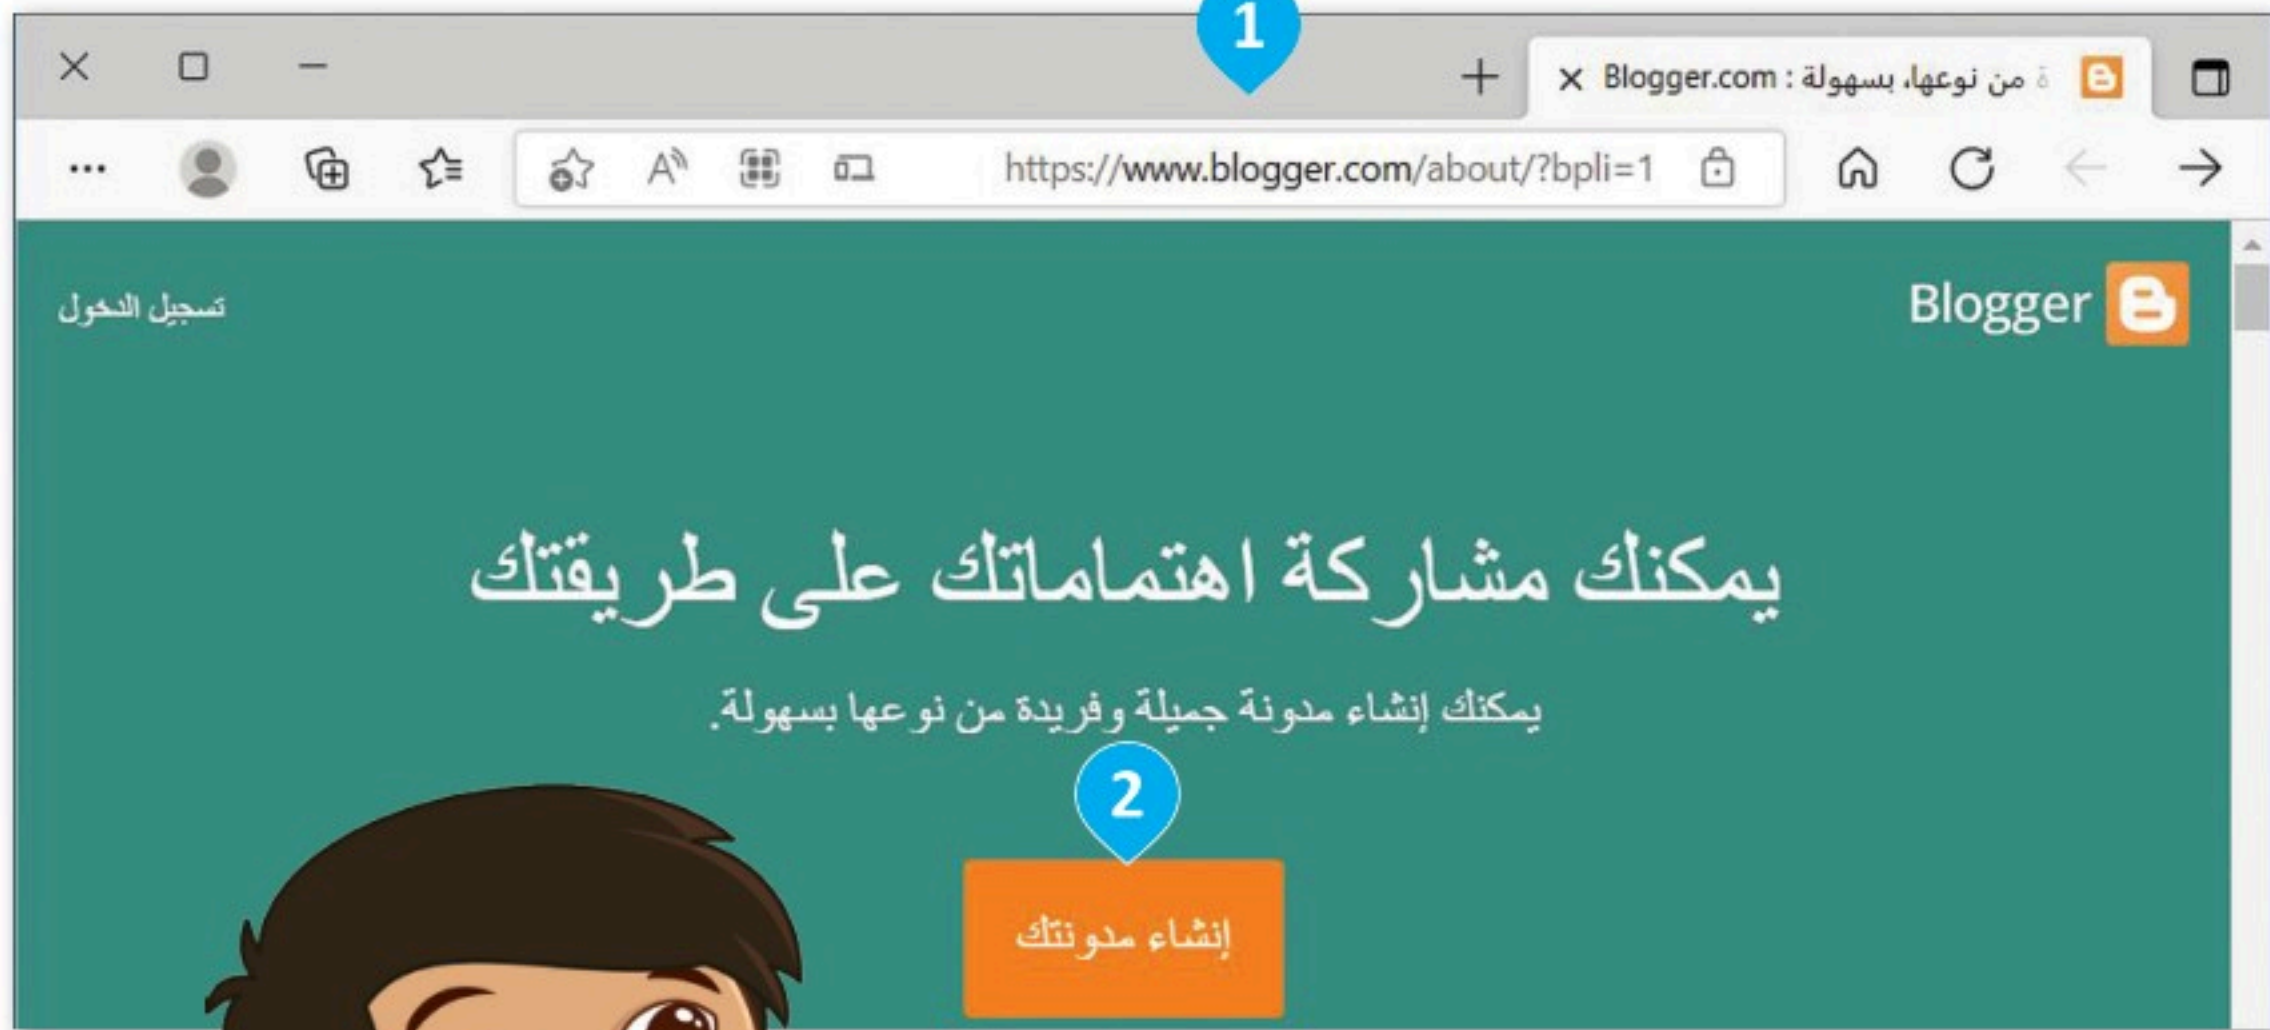 1
من نوعها، بسهولة : Blogger.com
https://www.blogger.com/about/?bpli=1
Blogger
تسجيل الدخول
يمكنك مشاركة اهتماماتك على طريقتك
يمكنك إنشاء مدونة جميلة وفريدة من نوعها بسهولة.
2
إنشاء مدونتك